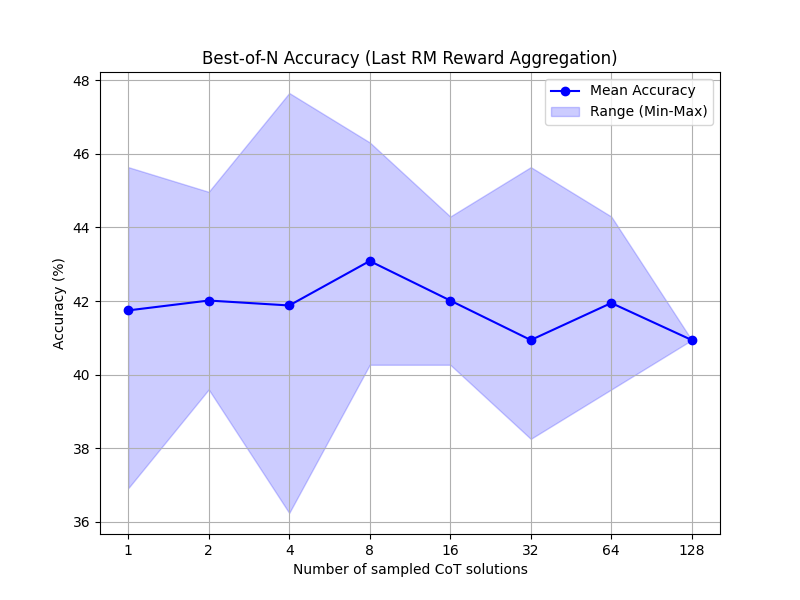 Best-of-N Accuracy (Last RM Reward Aggregation)
Mean Accuracy
Range (Min-Max)
Accuracy (%)
48
46
44
42
40
38
36
1 2 4 8 16 32 64 128
Number of sampled CoT solutions